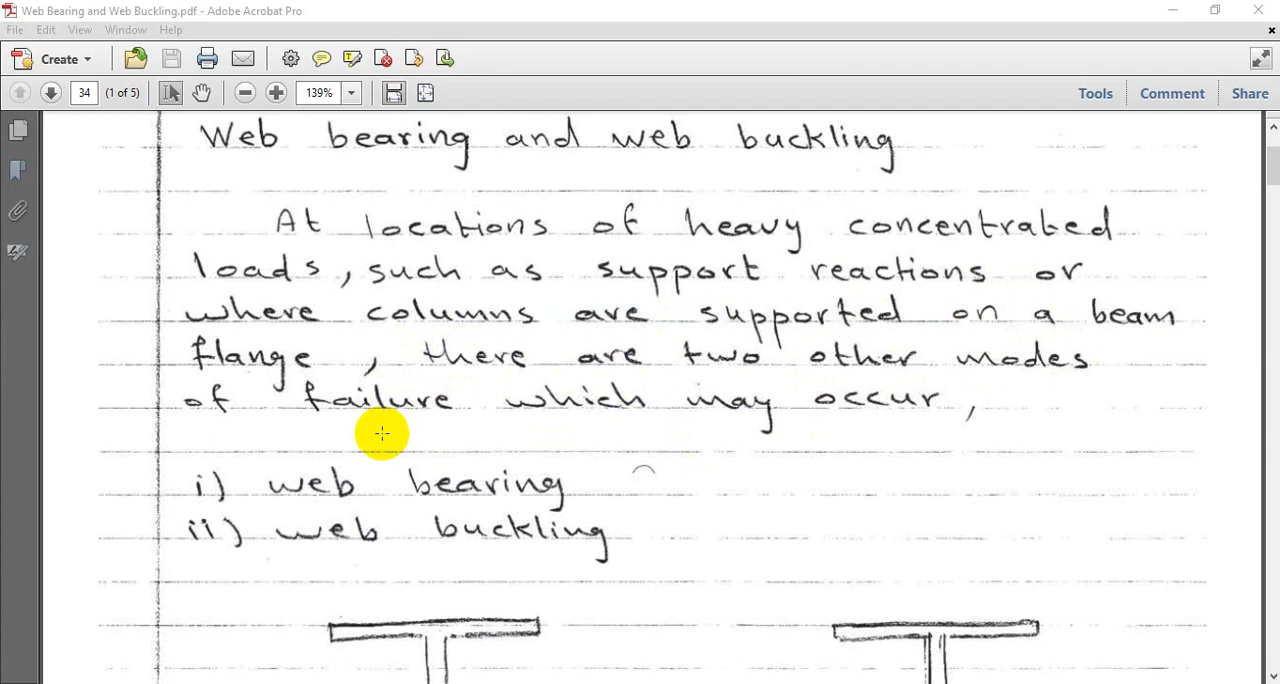 Web Bearing and Web Buckling.pdf - Adobe Acrobat Pro
File Edit View Window Help
Create
34 (1 of 5) 139% Tools Comment Share
Web bearing and web buckling
At locations of heavy concentrated
loads, such as support reactions or
where columns are supported on a beam
flange, there are two other modes
of failure which may occur,
i) web bearing
ii) web buckling